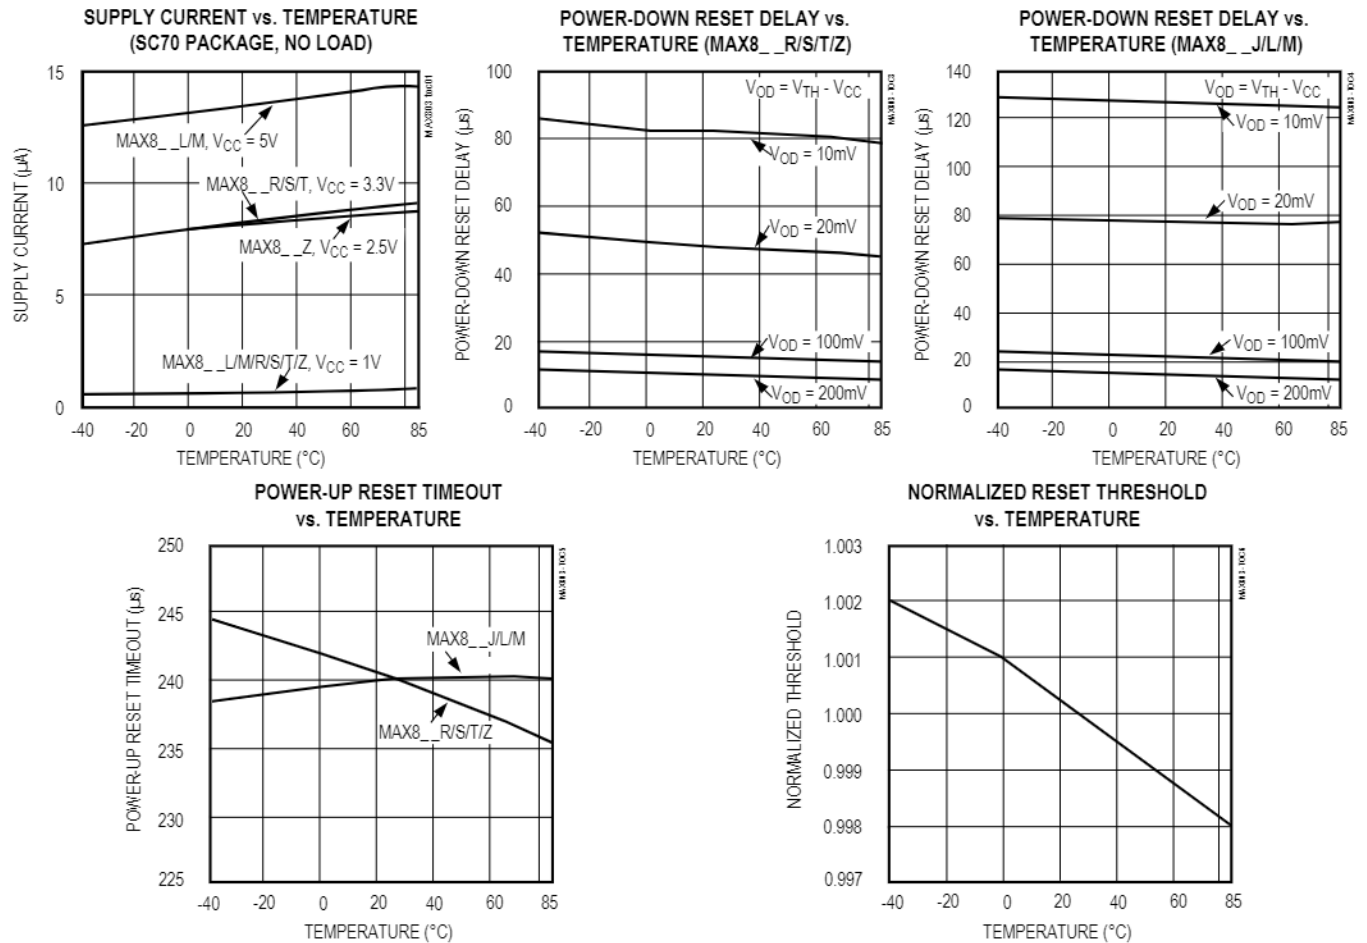 SUPPLY CURRENT vs. TEMPERATURE
(SC70 PACKAGE, NO LOAD)
15
10
5
0
SUPPLY CURRENT (µA)
MAX8_ _L/M, VCC = 5V
MAX8_ _R/S/T, VCC = 3.3V
MAX8_ _Z, VCC = 2.5V
MAX8_ _L/M/R/S/T/Z, VCC = 1V
-40 -20 0 20 40 60 85
TEMPERATURE (°C)
POWER-DOWN RESET DELAY vs.
TEMPERATURE (MAX8_ _R/S/T/Z)
100
80
60
40
20
0
POWER-DOWN RESET DELAY (µs)
VOD = VTH - VCC
VOD = 10mV
VOD = 20mV
VOD = 100mV
VOD = 200mV
-40 -20 0 20 40 60 85
TEMPERATURE (°C)
POWER-DOWN RESET DELAY vs.
TEMPERATURE (MAX8_ _J/L/M)
140
120
100
80
60
40
20
0
POWER-DOWN RESET DELAY (µs)
VOD = VTH - VCC
VOD = 10mV
VOD = 20mV
VOD = 100mV
VOD = 200mV
-40 -20 0 20 40 60 85
TEMPERATURE (°C)
POWER-UP RESET TIMEOUT
vs. TEMPERATURE
250
245
240
235
230
225
POWER-UP RESET TIMEOUT (µs)
MAX8_ _J/L/M
MAX8_ _R/S/T/Z
-40 -20 0 20 40 60 85
TEMPERATURE (°C)
NORMALIZED RESET THRESHOLD
vs. TEMPERATURE
1.003
1.002
1.001
1.000
0.999
0.998
0.997
NORMALIZED THRESHOLD
-40 -20 0 20 40 60 85
TEMPERATURE (°C)